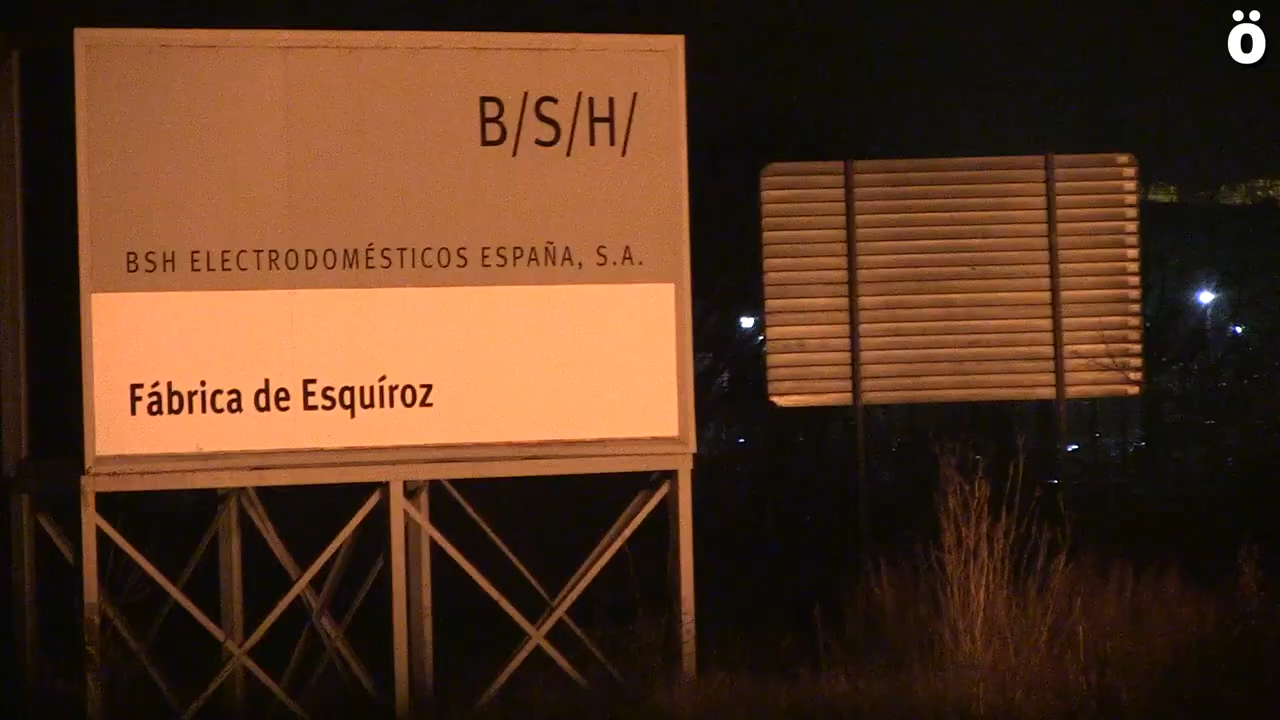 ö
B/S/H/
BSH ELECTRODOMÉSTICOS ESPAÑA, S.A.
Fábrica de Esquíroz